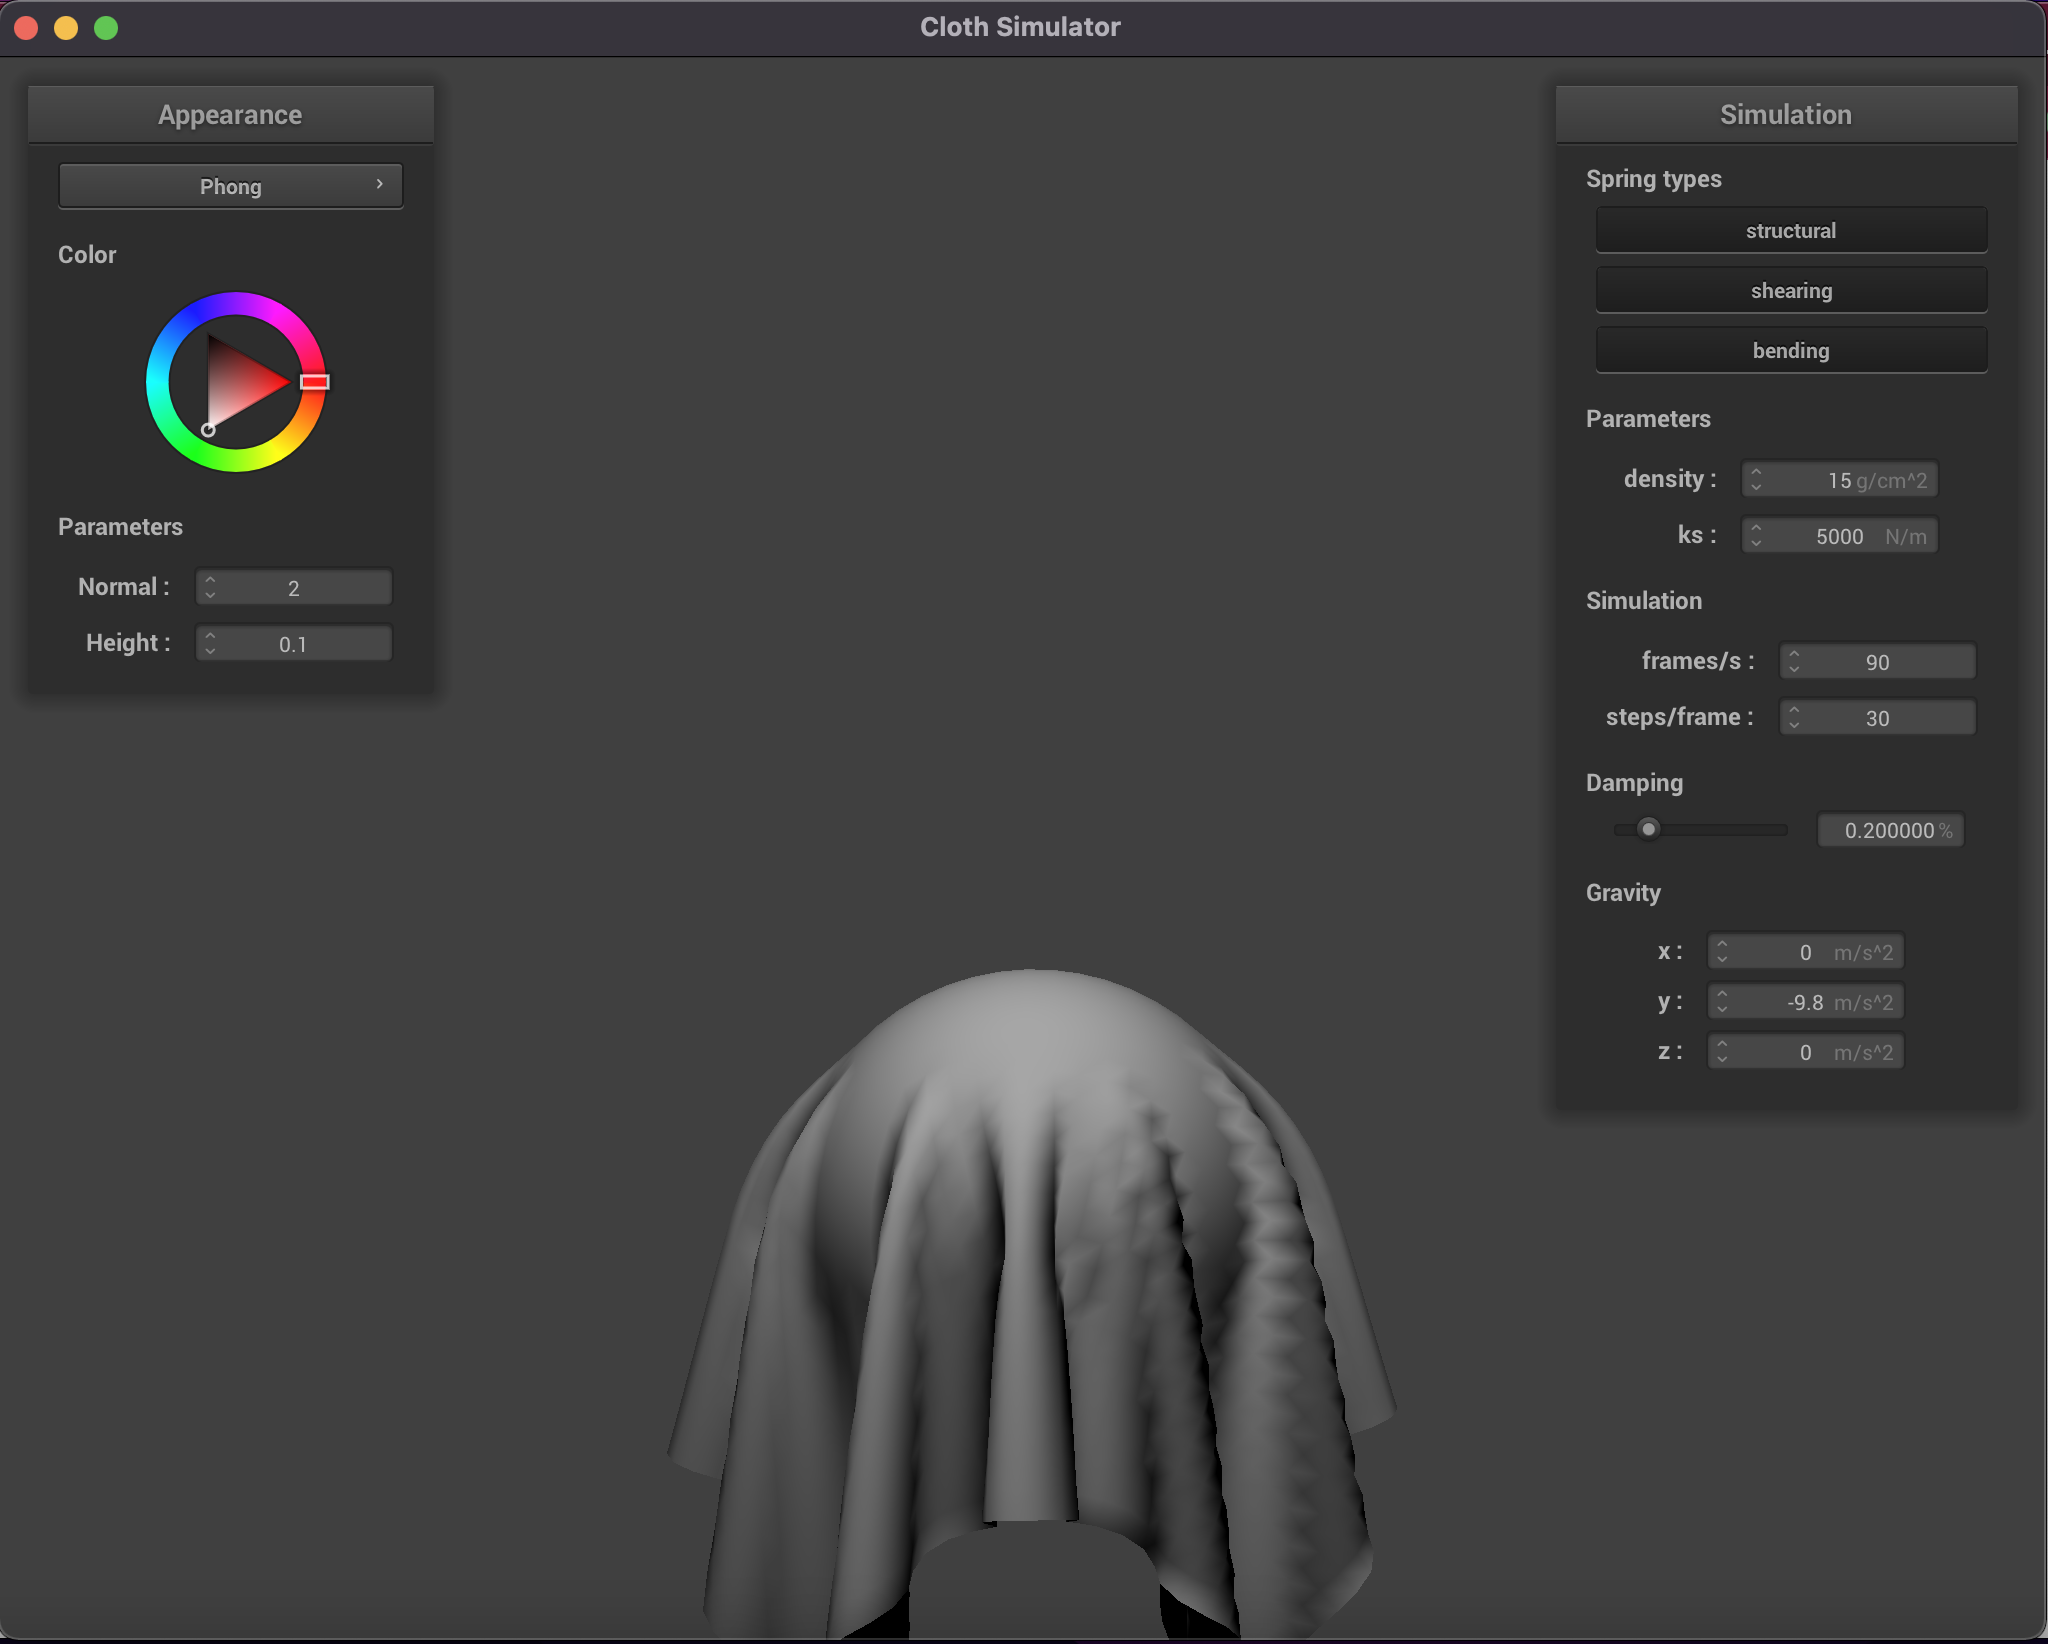 Cloth Simulator
Appearance
Phong
Color
Parameters
Normal : 2
Height : 0.1
Simulation
Spring types
structural
shearing
bending
Parameters
density : 15 g/cm^2
ks : 5000 N/m
Simulation
frames/s : 90
steps/frame : 30
Damping
0.200000 %
Gravity
x : 0 m/s^2
y : -9.8 m/s^2
z : 0 m/s^2